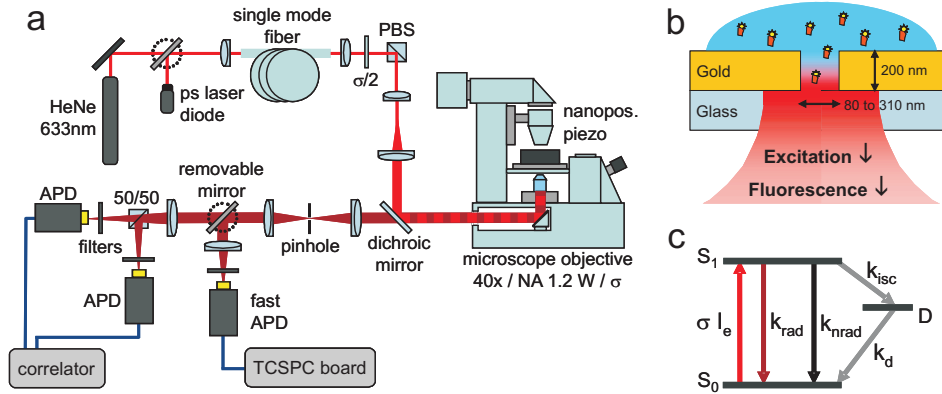 a
single mode
fiber
PBS
σ/2
HeNe
633nm
ps laser
diode
nanopos.
piezo
removable
mirror
50/50
APD
filters
pinhole
dichroic
mirror
microscope objective
40x / NA 1.2 W / σ
APD
fast
APD
correlator
TCSPC board
b
Gold
200 nm
Glass
80 to 310 nm
Excitation ↓
Fluorescence ↓
c
S1
kisc
D
σ Ie
krad
knrad
kd
S0